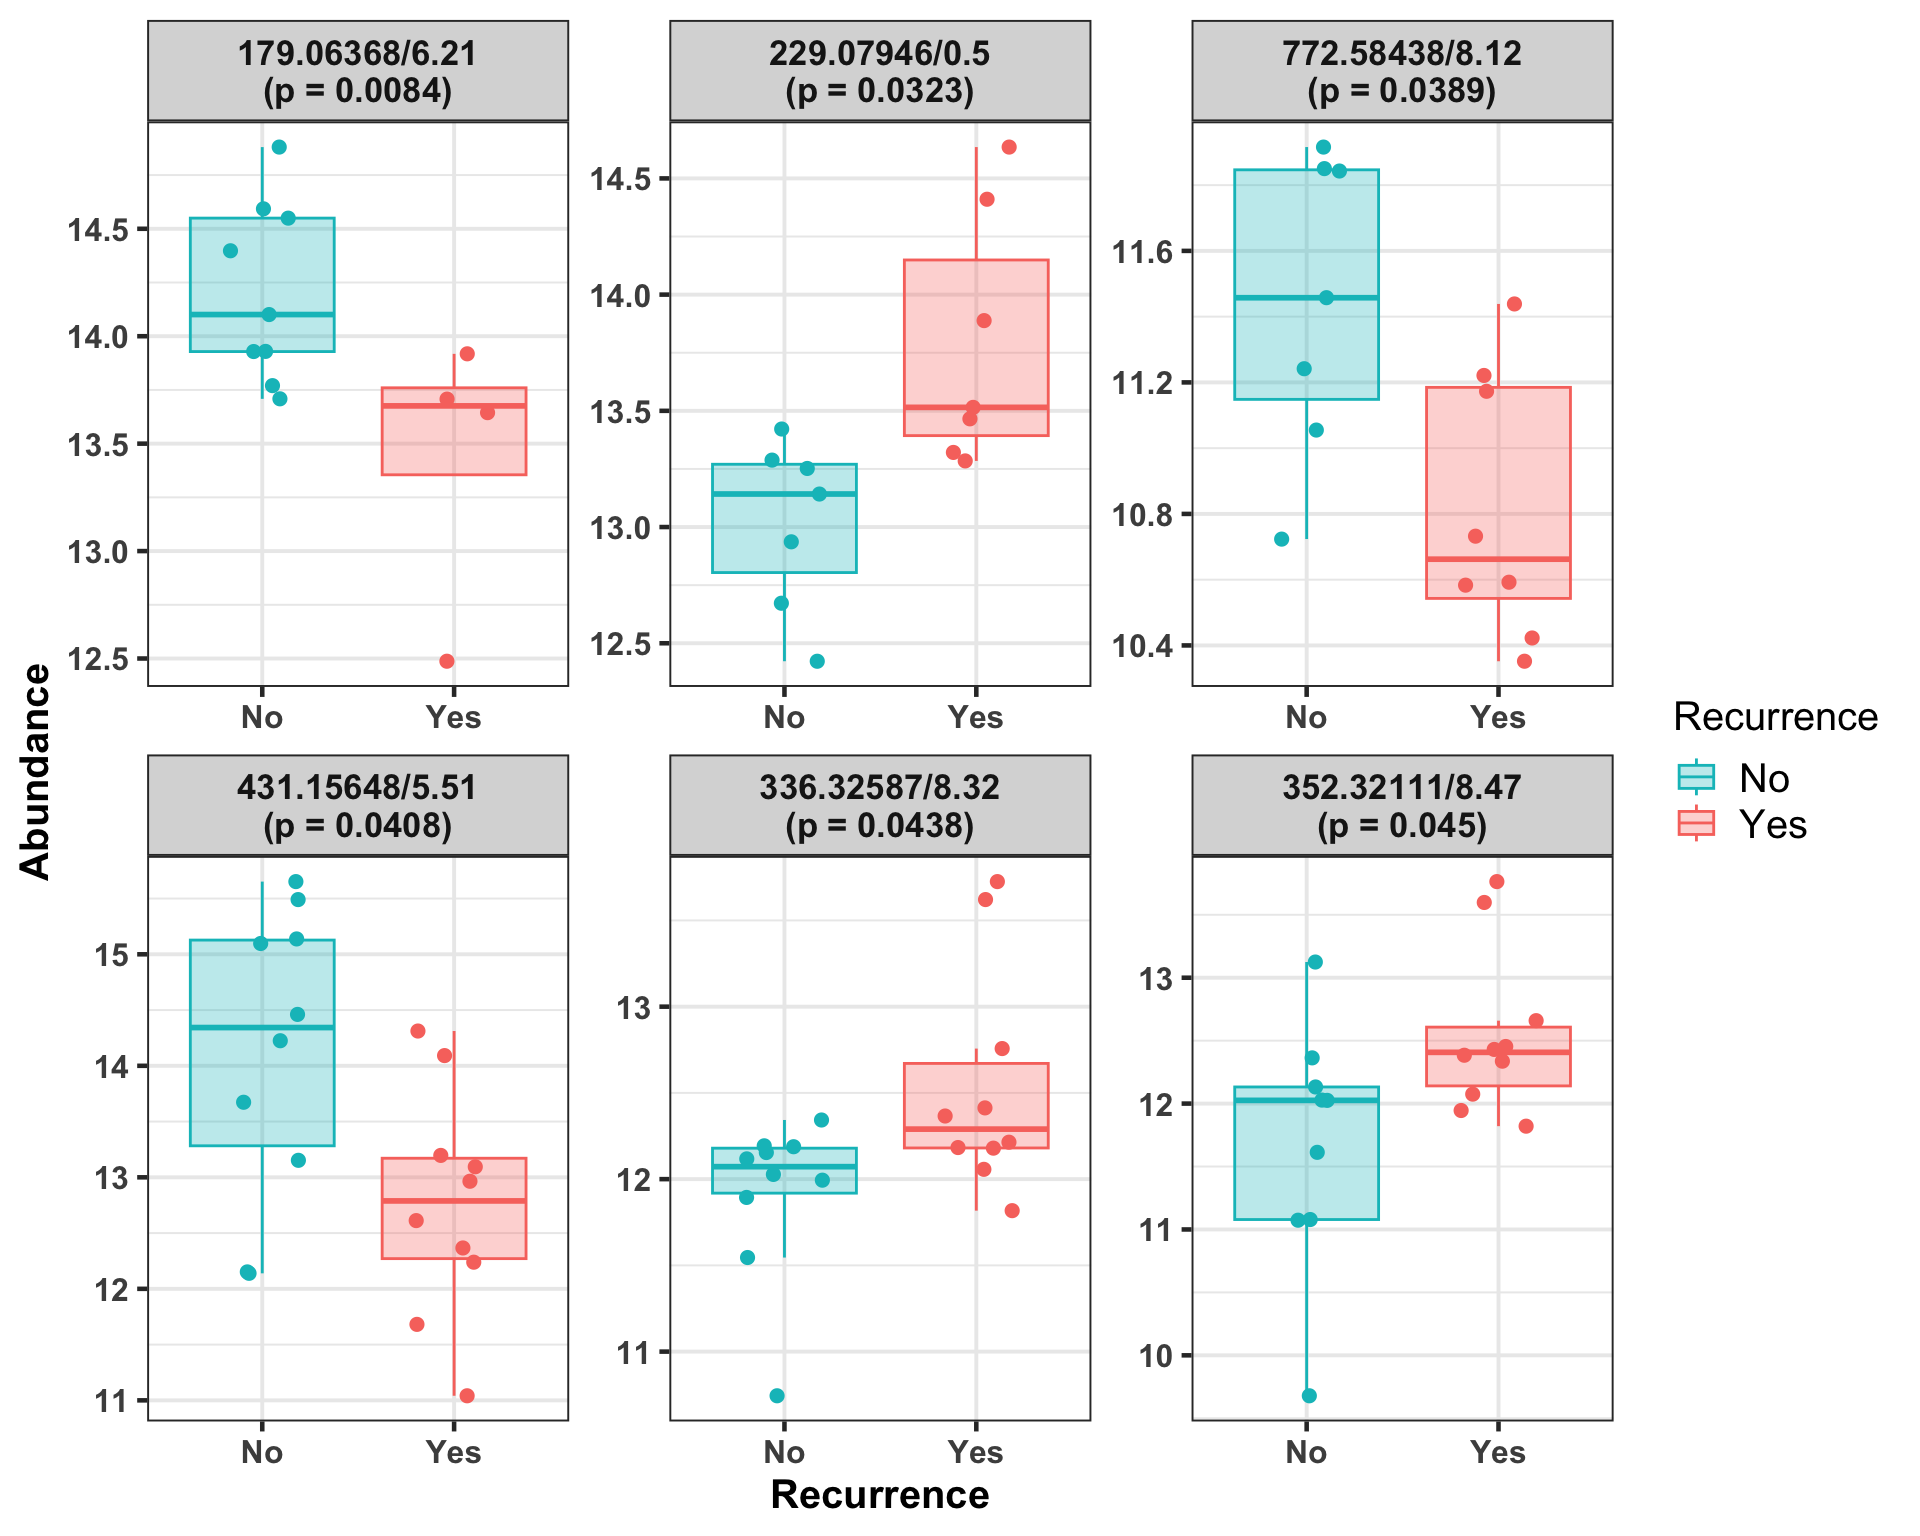 179.06368/6.21
(p = 0.0084)
229.07946/0.5
(p = 0.0323)
772.58438/8.12
(p = 0.0389)
14.5
14.0
13.5
13.0
12.5
No
Yes
14.5
14.0
13.5
13.0
12.5
No
Yes
11.6
11.2
10.8
10.4
No
Yes
431.15648/5.51
(p = 0.0408)
336.32587/8.32
(p = 0.0438)
352.32111/8.47
(p = 0.045)
15
14
13
12
11
No
Yes
13
12
11
No
Yes
13
12
11
10
No
Yes
Abundance
Recurrence
Recurrence
No
Yes